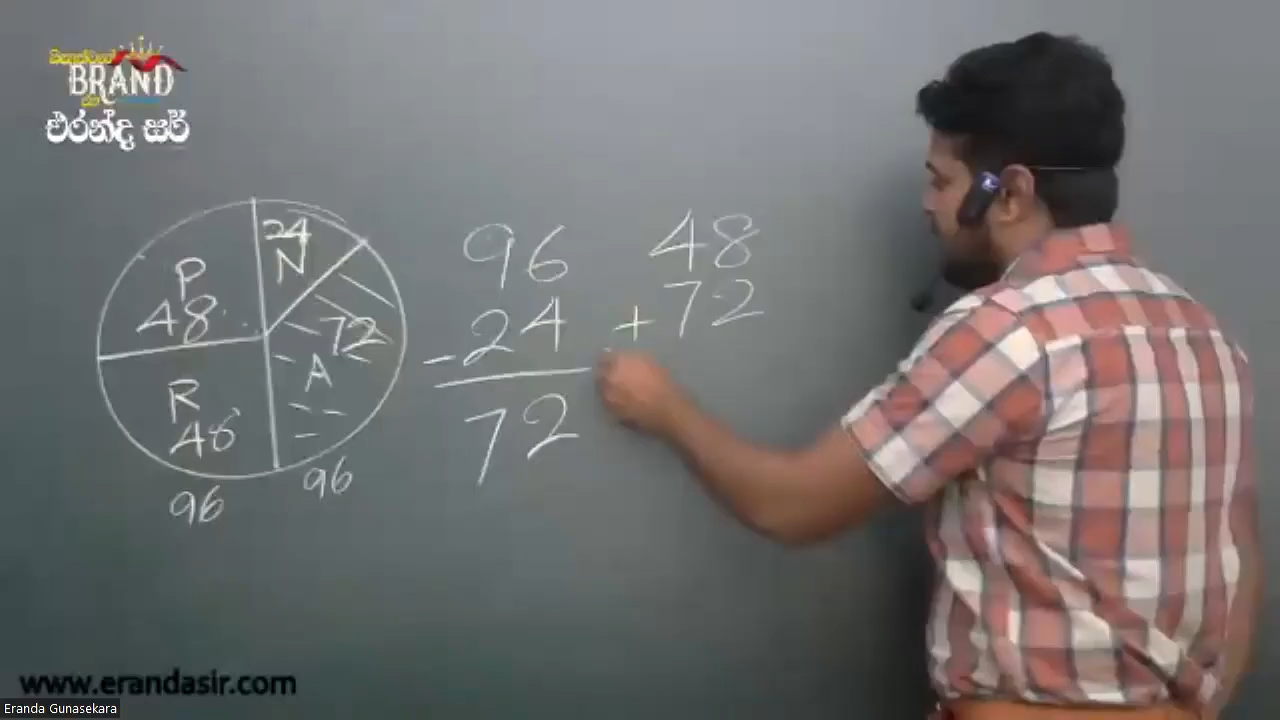 BRAND
එරන්ද සර්
24
N
P
48
72
A
R
48
96
96
96
- 24
72
48
+ 72
www.erandasir.com
Eranda Gunasekara